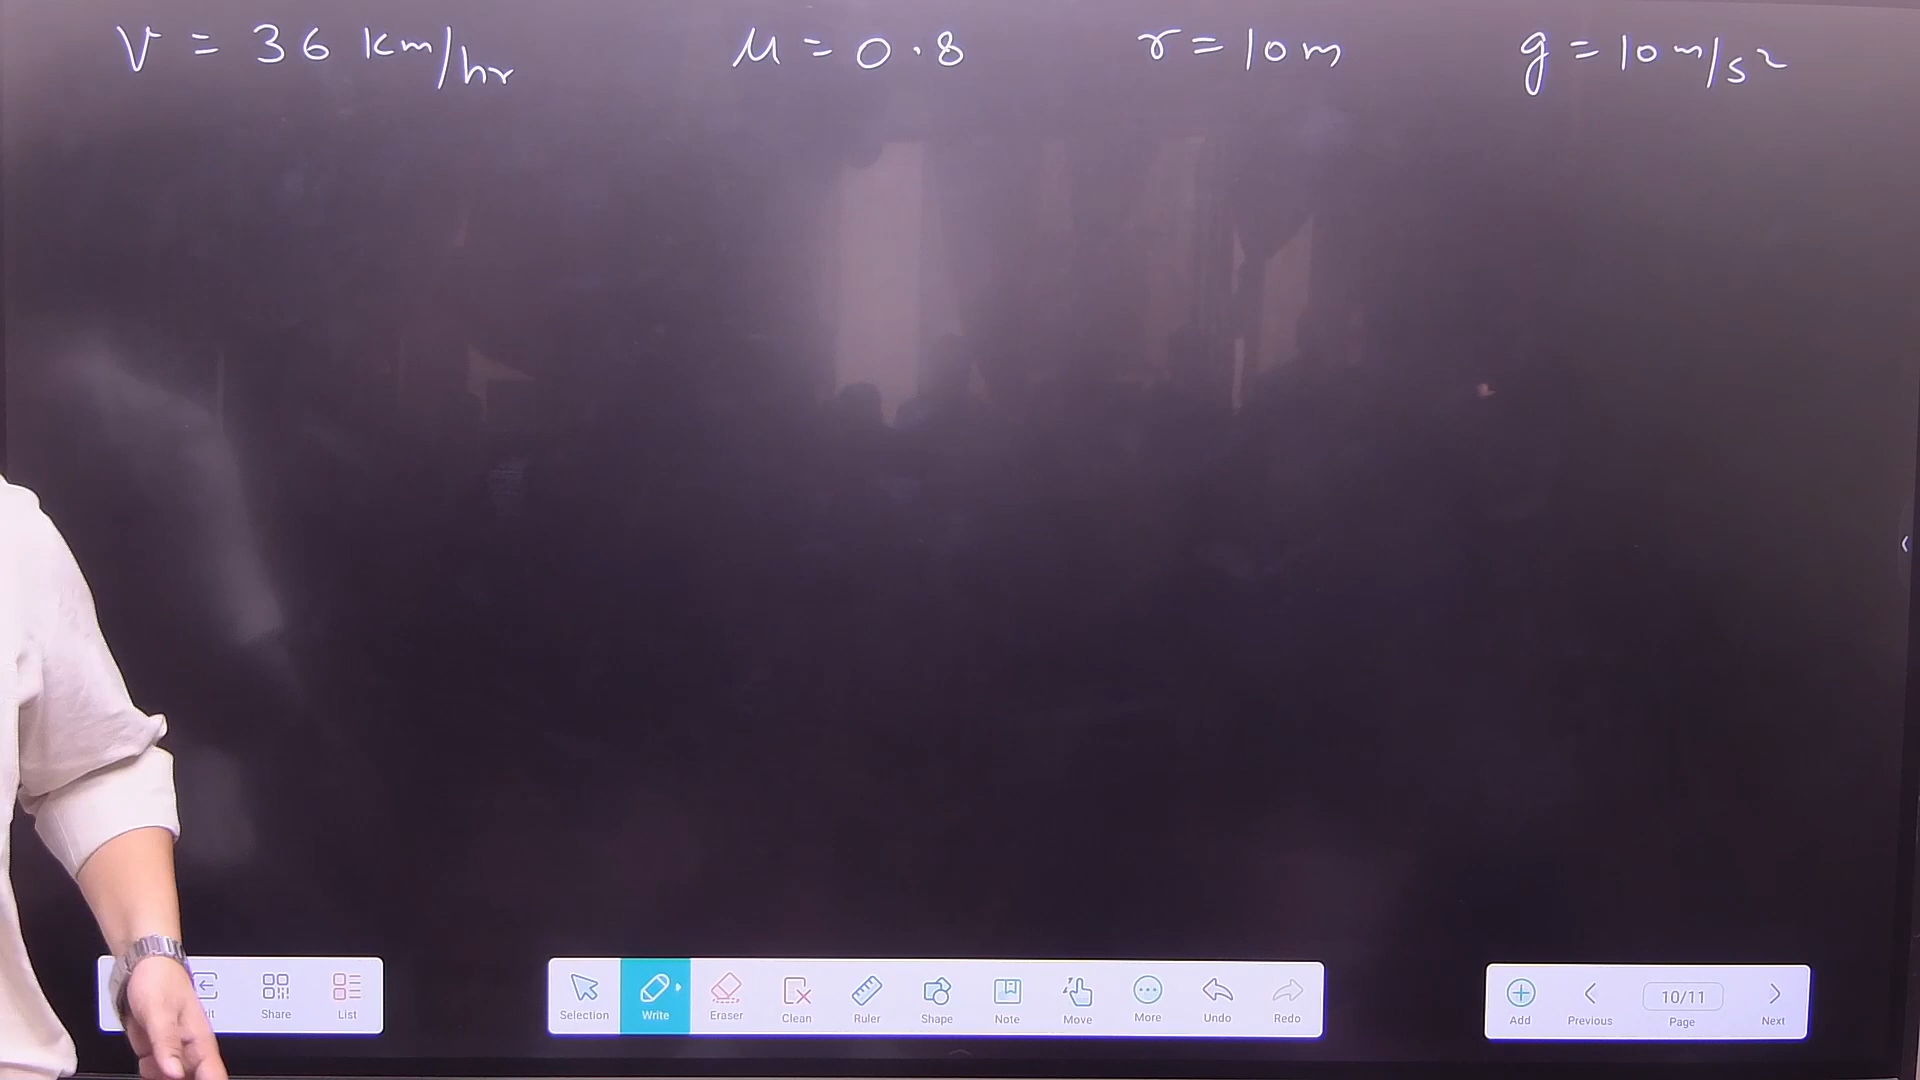 V = 36 km/hr μ = 0.8 r = 10 m g = 10 m/s²
Share List Selection Write Eraser Clean Ruler Shape Note Move More Undo Redo Add Previous 10/11 Page Next